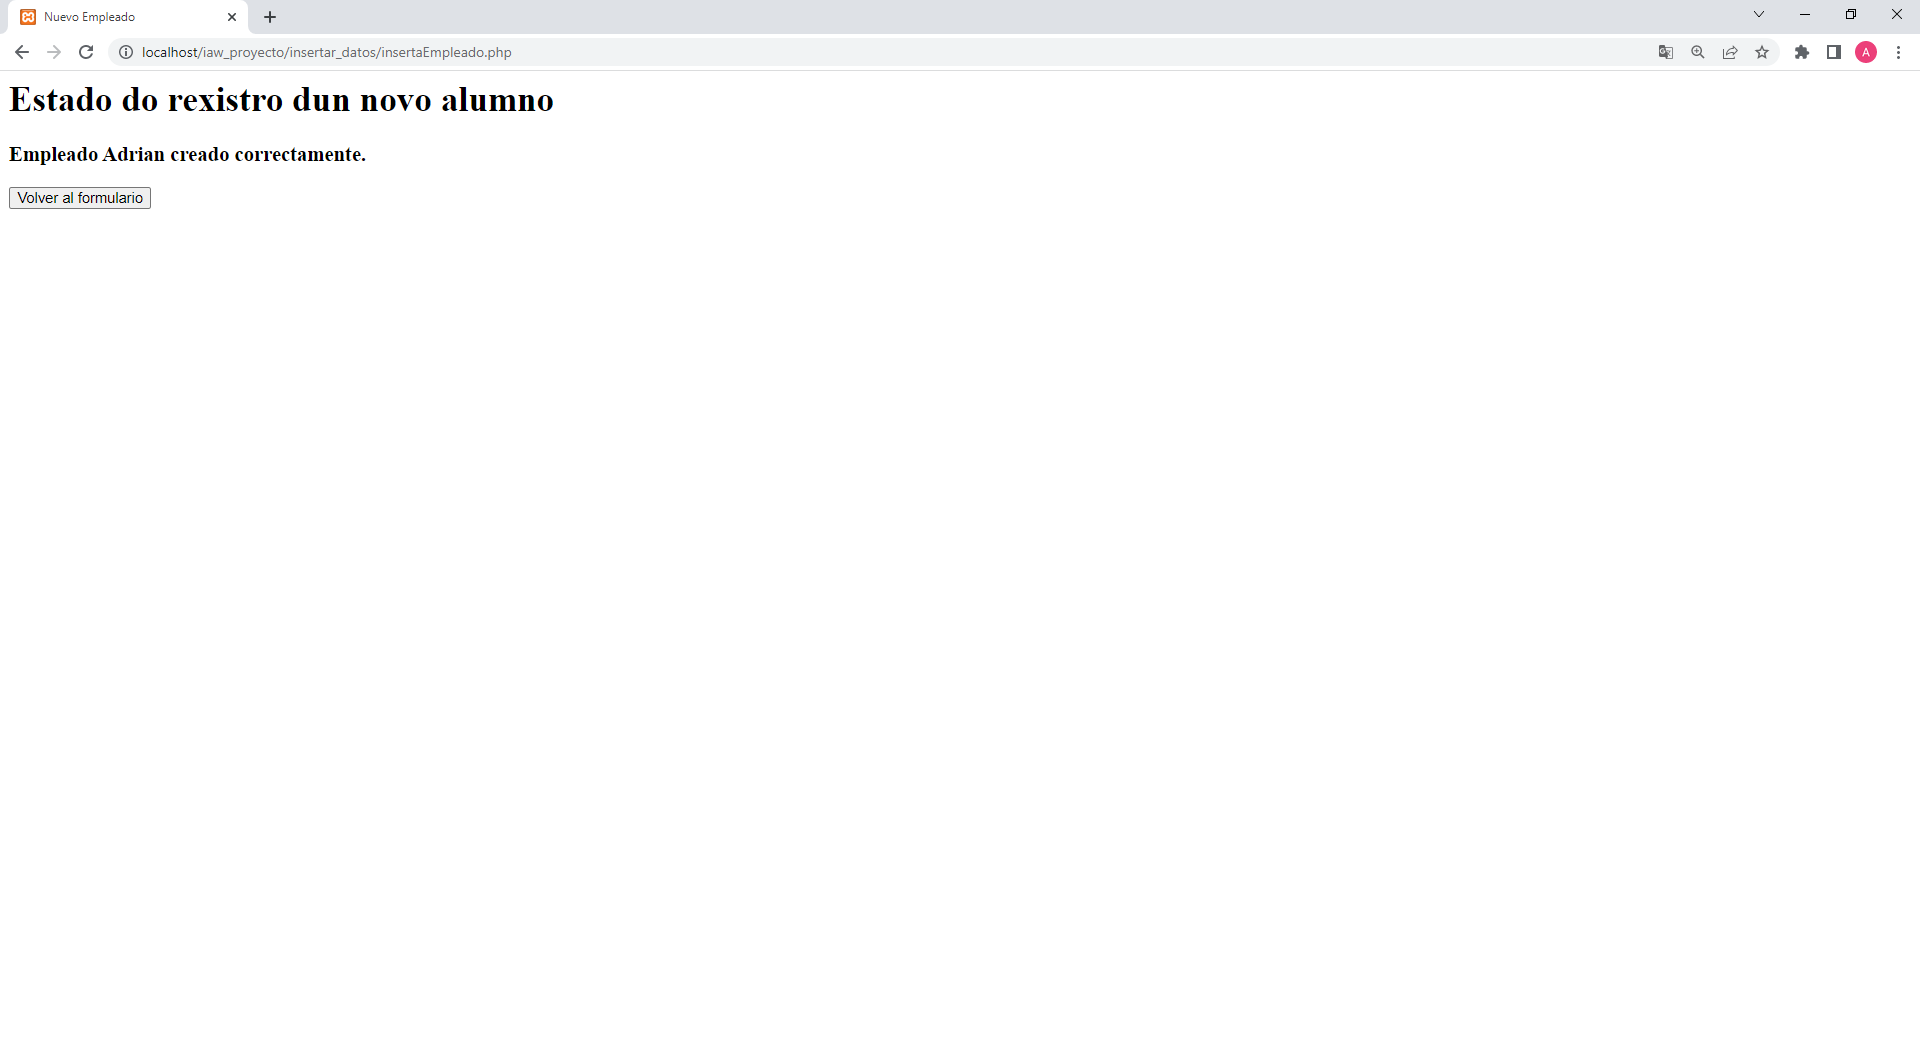 Nuevo Empleado
localhost/iaw_proyecto/insertar_datos/insertaEmpleado.php
A
Estado do rexistro dun novo alumno
Empleado Adrian creado correctamente.
Volver al formulario